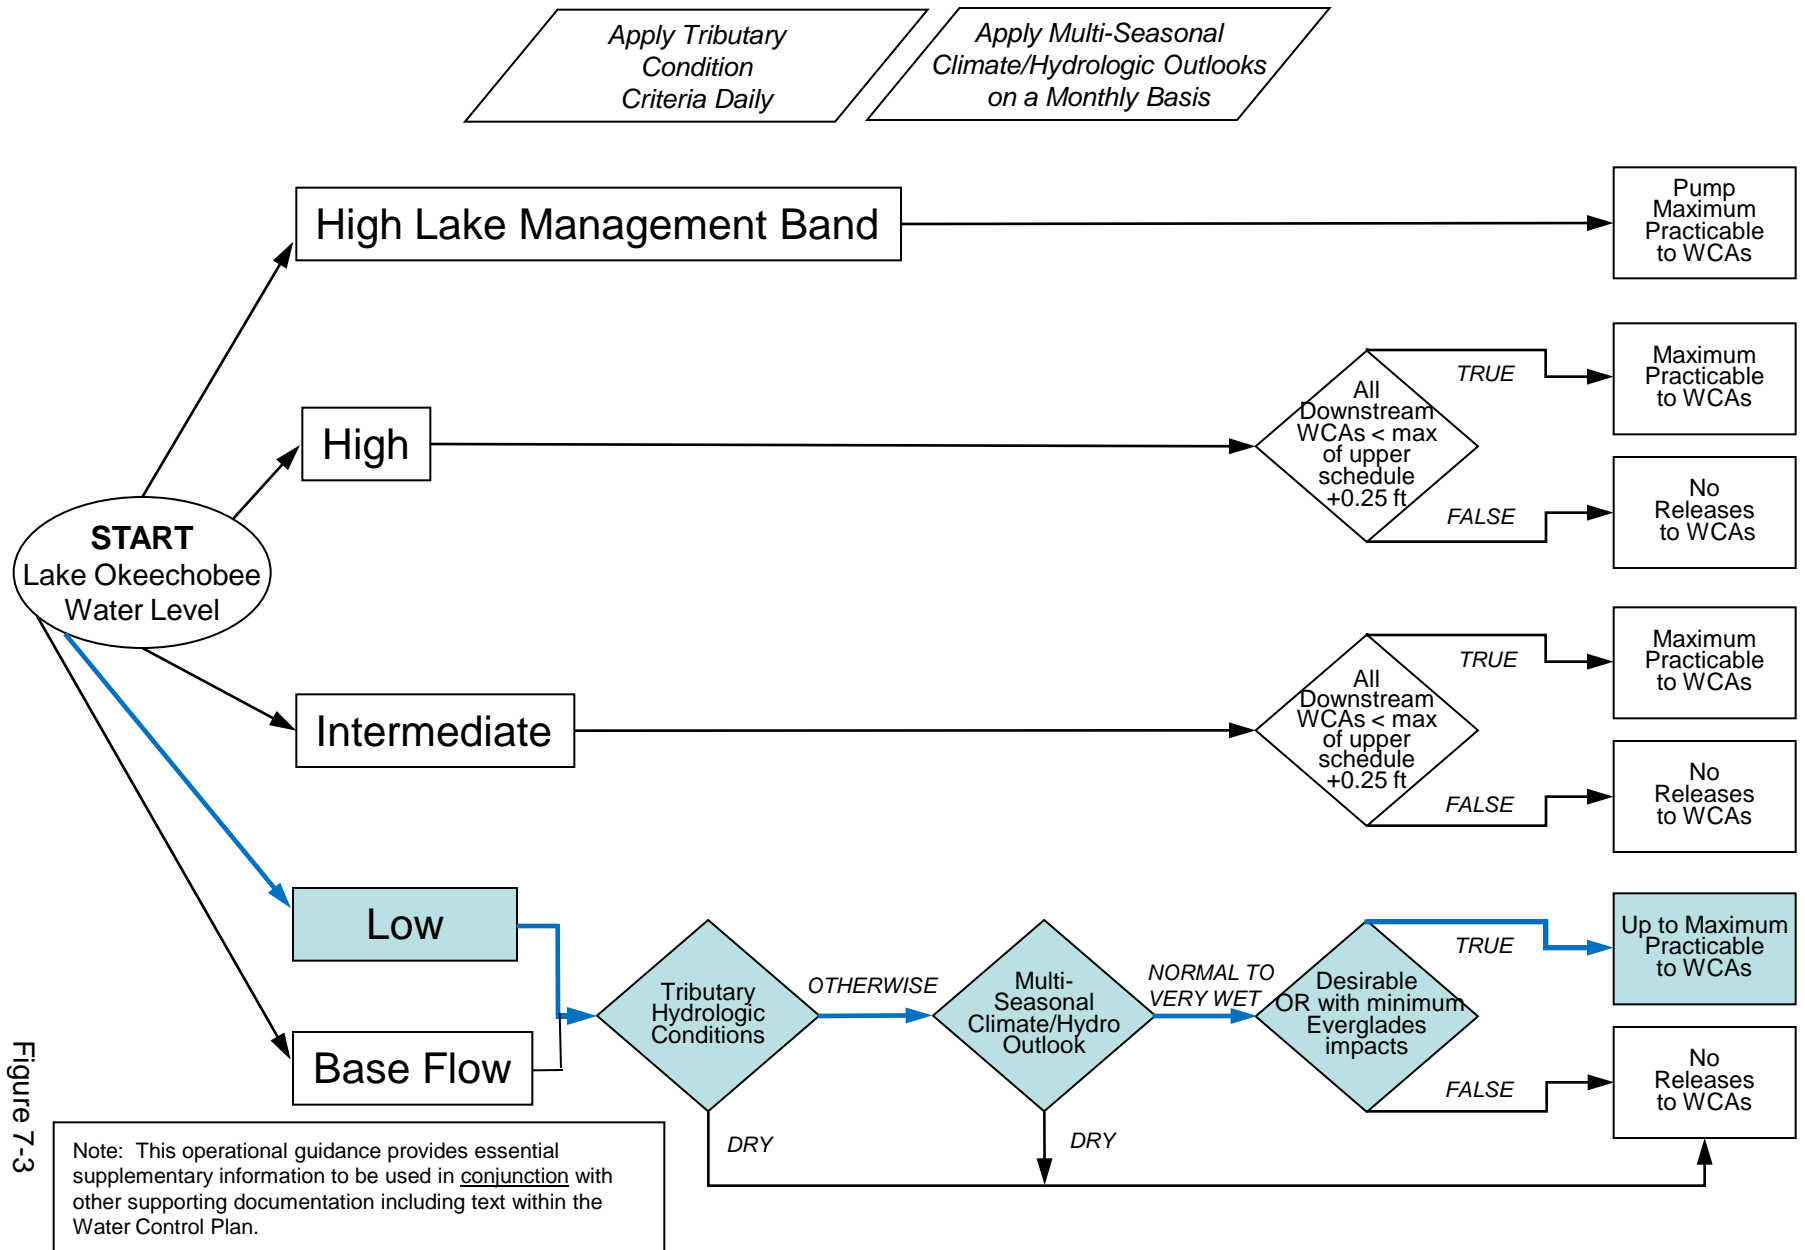 Apply Tributary
Condition
Criteria Daily
Apply Multi-Seasonal
Climate/Hydrologic Outlooks
on a Monthly Basis
High Lake Management Band
Pump
Maximum
Practicable
to WCAs
High
All
Downstream
WCAs < max
of upper
schedule
+0.25 ft
TRUE
Maximum
Practicable
to WCAs
FALSE
No
Releases
to WCAs
START
Lake Okeechobee
Water Level
Intermediate
All
Downstream
WCAs < max
of upper
schedule
+0.25 ft
TRUE
Maximum
Practicable
to WCAs
FALSE
No
Releases
to WCAs
Low
Base Flow
Tributary
Hydrologic
Conditions
OTHERWISE
DRY
Multi-
Seasonal
Climate/Hydro
Outlook
NORMAL TO
VERY WET
DRY
Desirable
OR with minimum
Everglades
impacts
TRUE
Up to Maximum
Practicable
to WCAs
FALSE
No
Releases
to WCAs
Figure 7-3
Note: This operational guidance provides essential
supplementary information to be used in conjunction with
other supporting documentation including text within the
Water Control Plan.